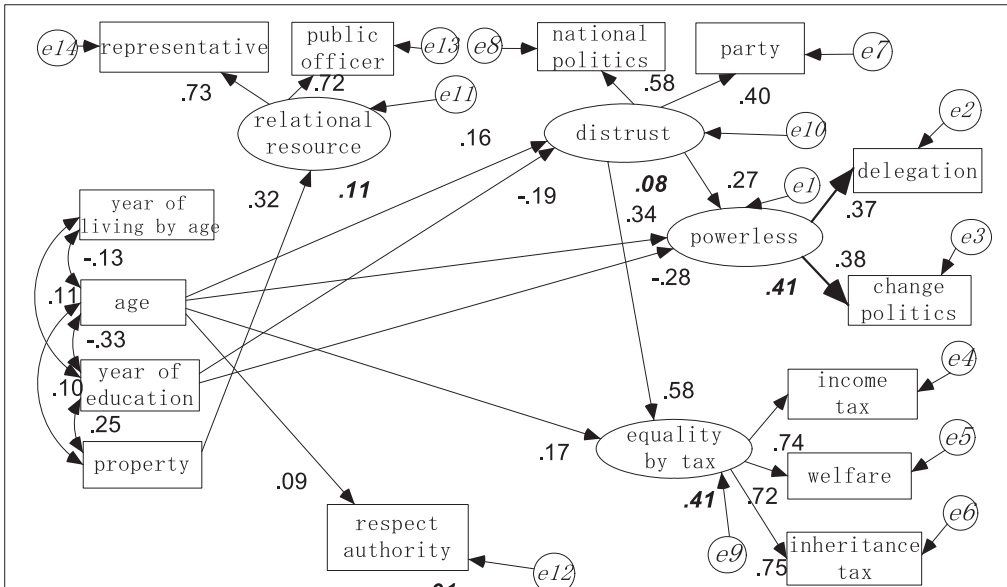 e14
representative
public
officer
e13
e8
national
politics
party
e7
.73
.72
e11
.58
.40
e2
relational
resource
.16
distrust
e10
delegation
year of
living by age
.32
.11
-.19
.08
.27
e1
.37
-.13
.34
powerless
e3
.11
age
-.28
.38
.41
change
politics
-.33
.10
year of
education
.25
.58
income
tax
e4
property
.17
equality
by tax
.74
welfare
e5
.09
.41
.72
respect
authority
e12
e9
.75
inheritance
tax
e6